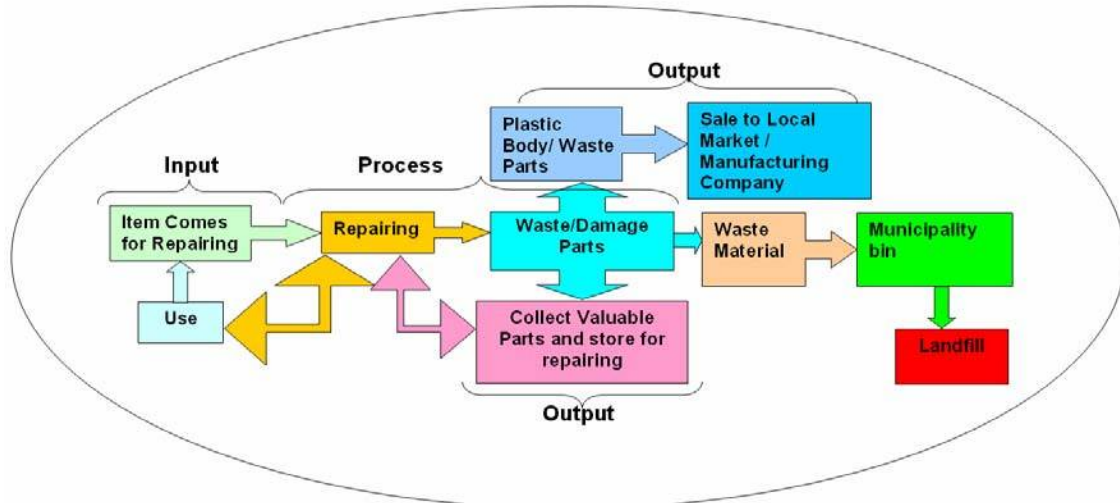 Output
Plastic
Body/ Waste
Parts
Sale to Local
Market /
Manufacturing
Company
Input
Process
Item Comes
for Repairing
Repairing
Waste/Damage
Parts
Waste
Material
Municipality
bin
Use
Collect Valuable
Parts and store for
repairing
Landfill
Output